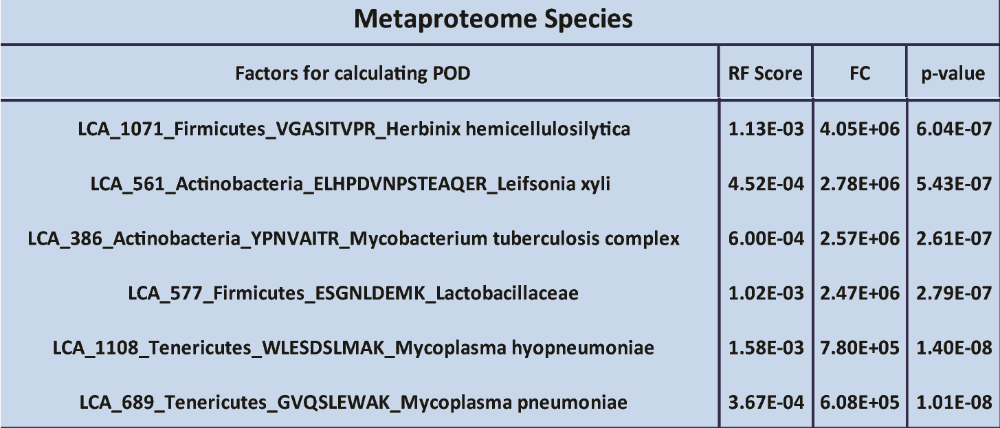 Metaproteome Species
Factors for calculating POD RF Score FC p-value
LCA_1071_Firmicutes_VGASITVPR_Herbinix hemicellulosilytica 1.13E-03 4.05E+06 6.04E-07
LCA_561_Actinobacteria_ELHPDVNPSTEAQER_Leifsonia xyli 4.52E-04 2.78E+06 5.43E-07
LCA_386_Actinobacteria_YPNVAITR_Mycobacterium tuberculosis complex 6.00E-04 2.57E+06 2.61E-07
LCA_577_Firmicutes_ESGNLDEMK_Lactobacillaceae 1.02E-03 2.47E+06 2.79E-07
LCA_1108_Tenericutes_WLESDSLMAK_Mycoplasma hyopneumoniae 1.58E-03 7.80E+05 1.40E-08
LCA_689_Tenericutes_GVQSLEWAK_Mycoplasma pneumoniae 3.67E-04 6.08E+05 1.01E-08